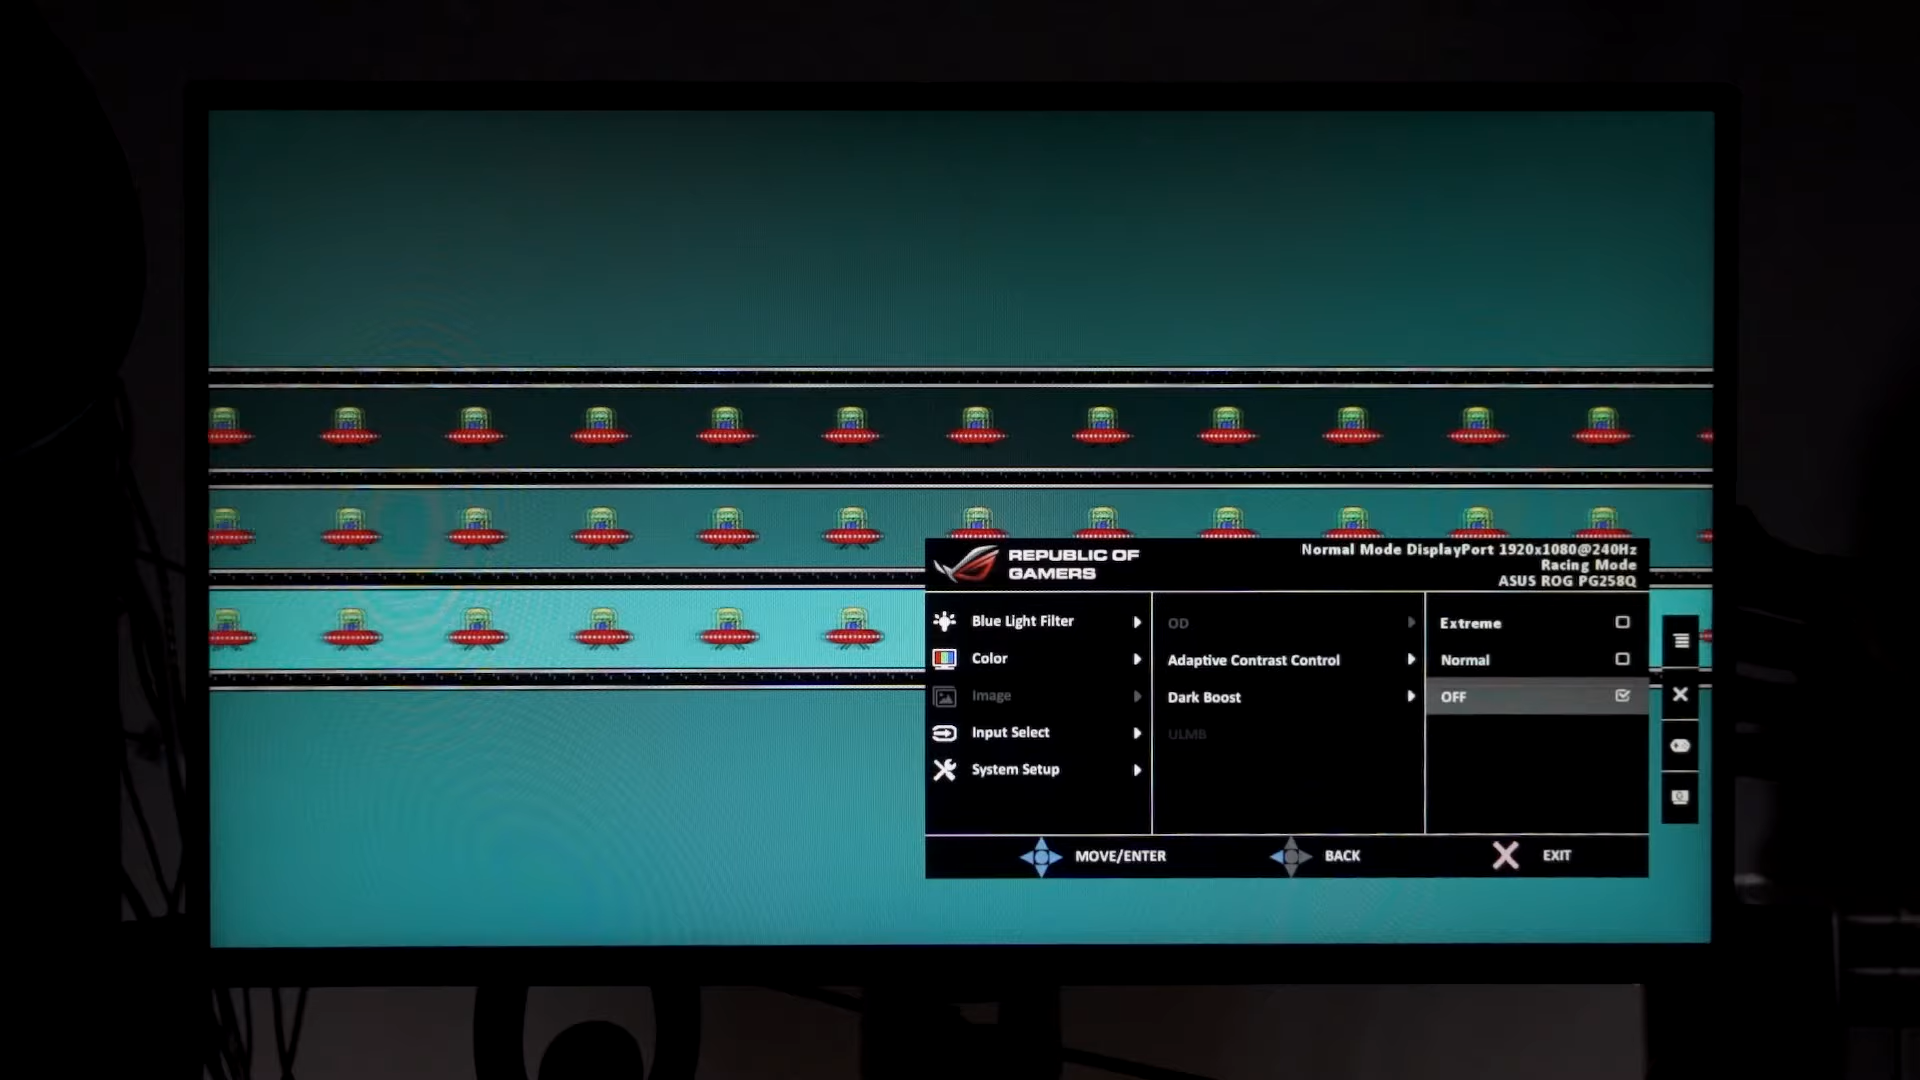 REPUBLIC OF
GAMERS
Normal Mode DisplayPort 1920x1080@240Hz
Racing Mode
ASUS ROG PG258Q
Blue Light Filter
Color
Image
Input Select
System Setup
OD
Adaptive Contrast Control
Dark Boost
ULMB
Extreme
Normal
OFF
MOVE/ENTER
BACK
EXIT